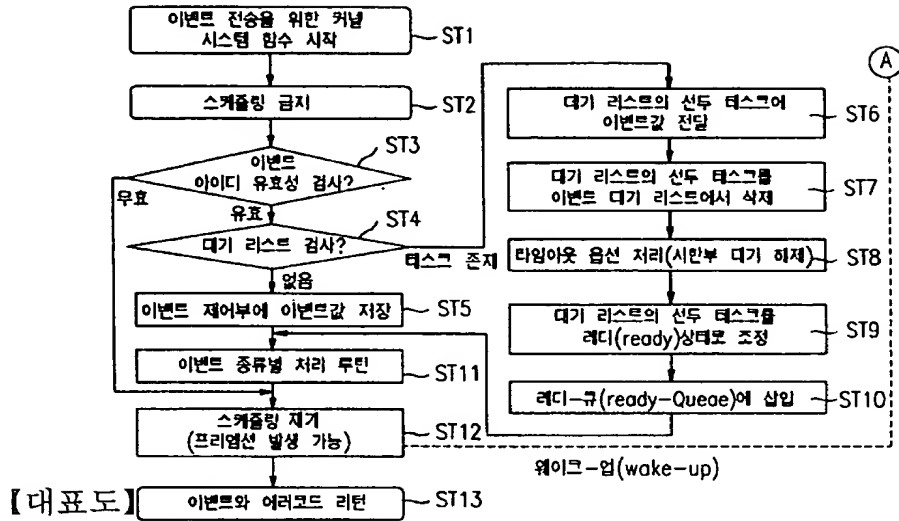 이벤트 전송을 위한 커널
시스템 함수 시작
ST1
스케쥴링 금지
ST2
ST3
이벤트
아이디 유효성 검사?
무효
유효
ST4
대기 리스트 검사?
테스크 존재
없음
이벤트 제어부에 이벤트값 저장
ST5
이벤트 종류별 처리 루틴
ST11
스케쥴링 재개
(프리엠션 발생 가능)
ST12
【대표도】
이벤트와 에러코드 리턴
ST13
A
대기 리스트의 선두 테스크에
이벤트값 전달
ST6
대기 리스트의 선두 테스크를
이벤트 대기 리스트에서 삭제
ST7
타임아웃 옵션 처리(시한부 대기 해제)
ST8
대기 리스트의 선두 테스크를
레디(ready)상태로 조정
ST9
레디-큐(ready-Queae)에 삽입
ST10
웨이크-업(wake-up)